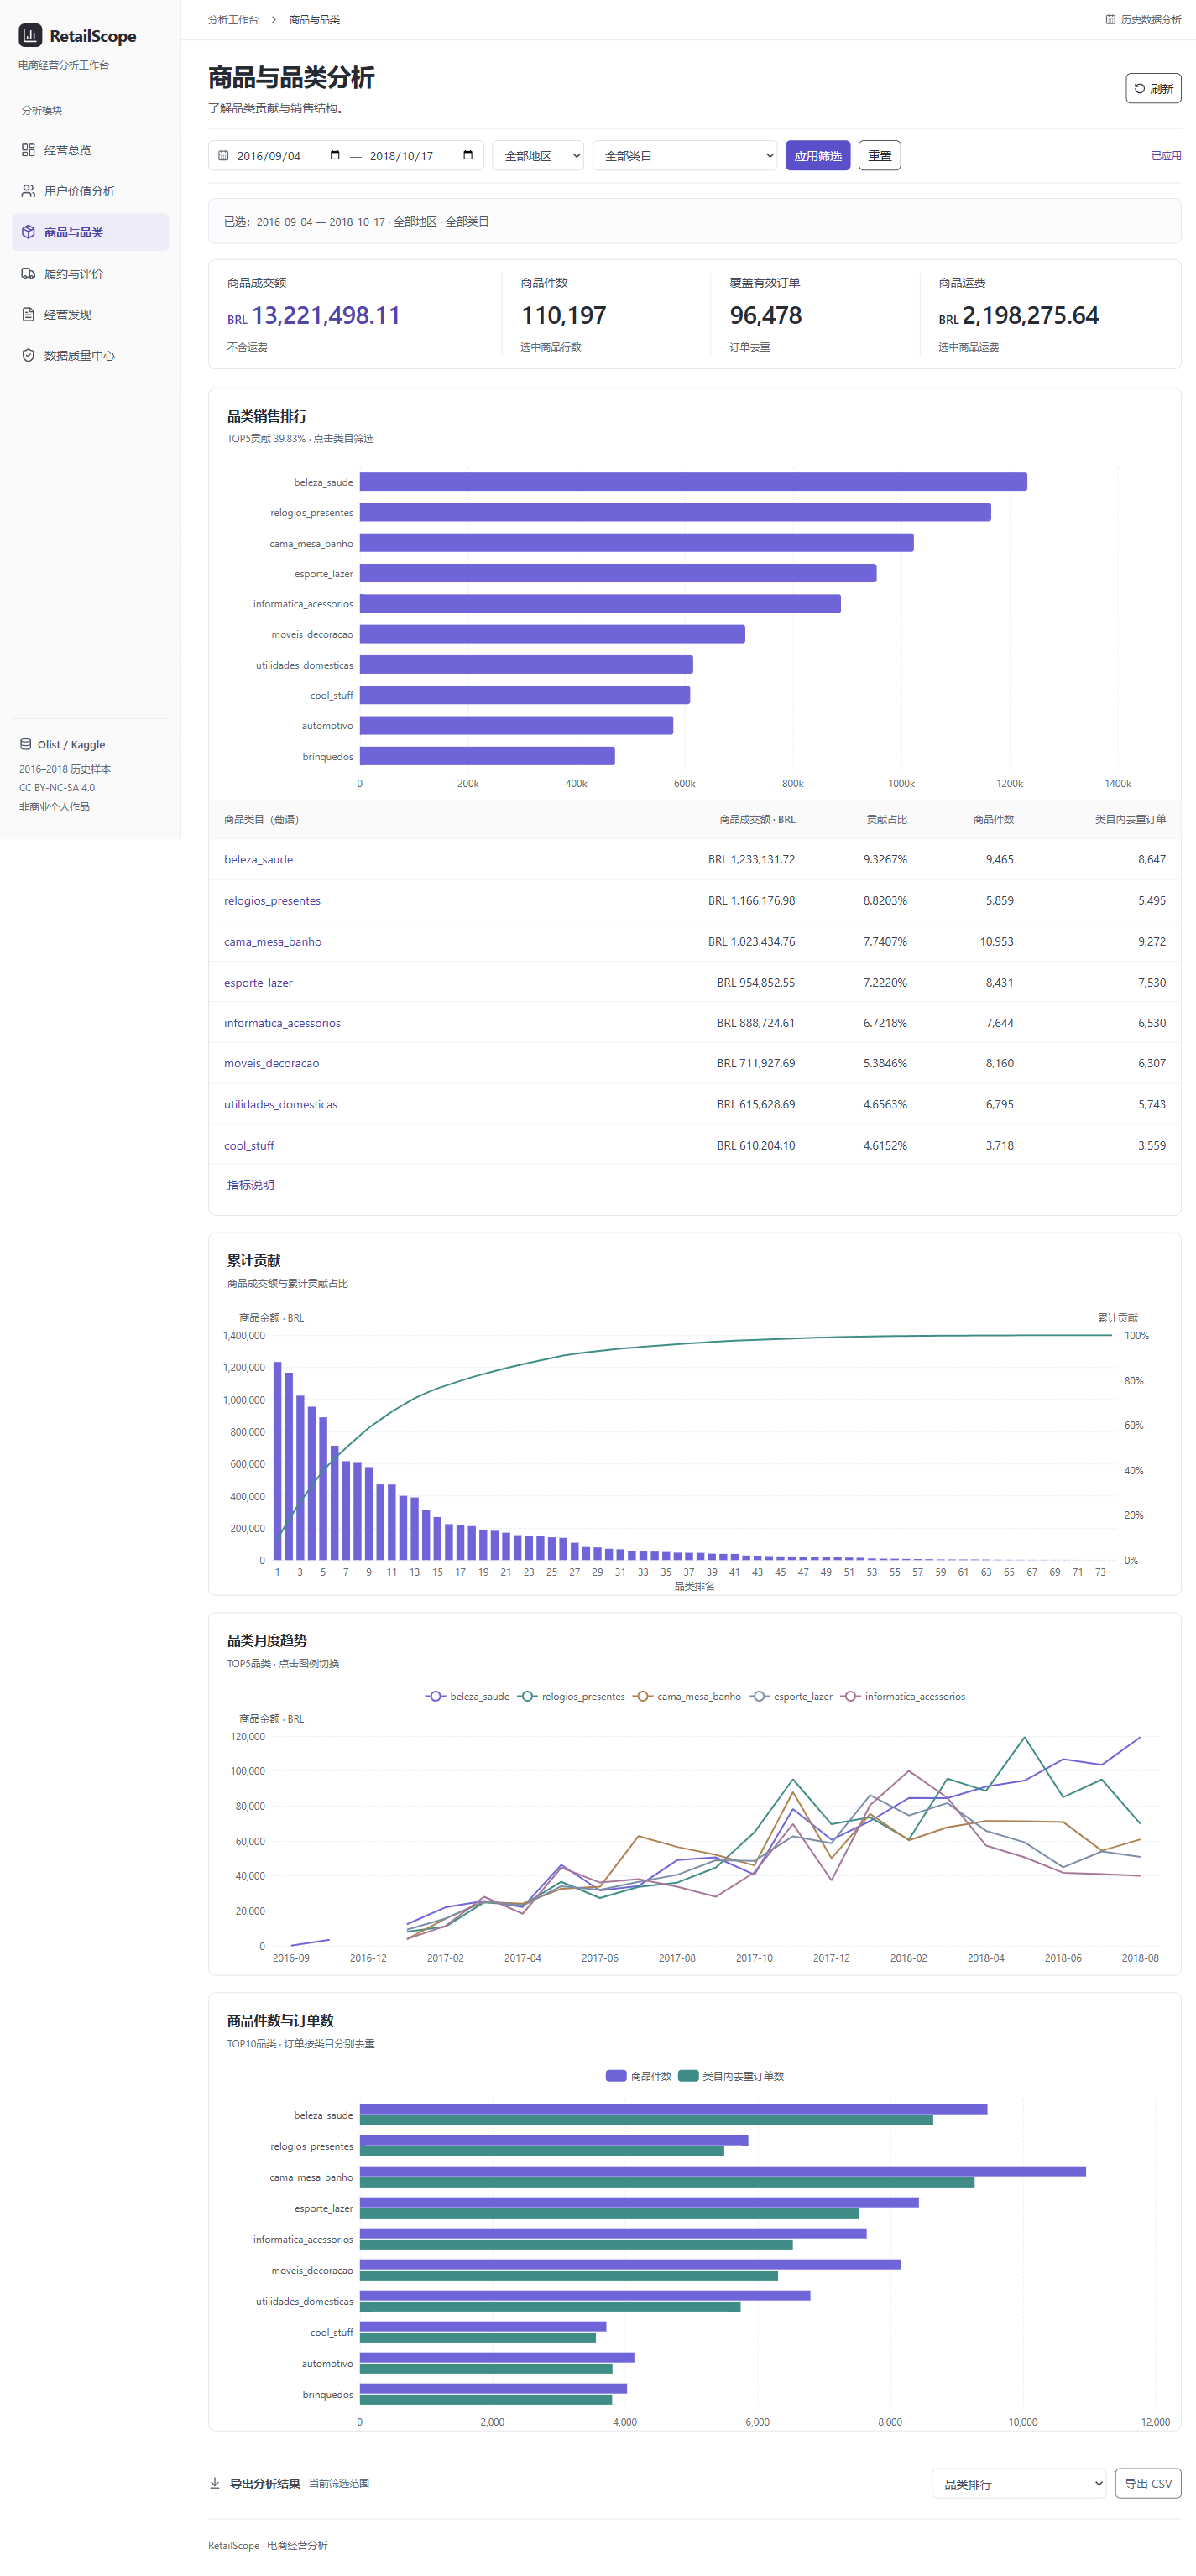 RetailScope
电商经营分析工作台
分析模块
经营总览
用户价值分析
商品与品类
履约与评价
经营发现
数据质量中心
Olist / Kaggle
2016–2018 历史样本
CC BY-NC-SA 4.0
非商业个人作品
分析工作台 > 商品与品类
历史数据分析
商品与品类分析
了解品类贡献与销售结构。
刷新
2016/09/04 — 2018/10/17 全部地区 全部类目 应用筛选 重置 已应用
已选：2016-09-04 — 2018-10-17 · 全部地区 · 全部类目
商品成交额 商品件数 覆盖有效订单 商品运费
BRL 13,221,498.11 110,197 96,478 BRL 2,198,275.64
不含运费 选中商品行数 订单去重 选中商品运费
品类销售排行
TOP5贡献 39.83% · 点击类目筛选
beleza_saude
relogios_presentes
cama_mesa_banho
esporte_lazer
informatica_acessorios
moveis_decoracao
utilidades_domesticas
cool_stuff
automotivo
brinquedos
0 200k 400k 600k 800k 1000k 1200k 1400k
商品类目（葡语） 商品成交额 · BRL 贡献占比 商品件数 类目内去重订单
beleza_saude BRL 1,233,131.72 9.3267% 9,465 8,647
relogios_presentes BRL 1,166,176.98 8.8203% 5,859 5,495
cama_mesa_banho BRL 1,023,434.76 7.7407% 10,953 9,272
esporte_lazer BRL 954,852.55 7.2220% 8,431 7,530
informatica_acessorios BRL 888,724.61 6.7218% 7,644 6,530
moveis_decoracao BRL 711,927.69 5.3846% 8,160 6,307
utilidades_domesticas BRL 615,628.69 4.6563% 6,795 5,743
cool_stuff BRL 610,204.10 4.6152% 3,718 3,559
指标说明
累计贡献
商品成交额与累计贡献占比
商品金额 · BRL 累计贡献
1,400,000 100%
1,200,000
80%
1,000,000
800,000 60%
600,000
40%
400,000
20%
200,000
0 0%
1 3 5 7 9 11 13 15 17 19 21 23 25 27 29 31 33 35 37 39 41 43 45 47 49 51 53 55 57 59 61 63 65 67 69 71 73
品类排名
品类月度趋势
TOP5品类 · 点击图例切换
beleza_saude relogios_presentes cama_mesa_banho esporte_lazer informatica_acessorios
商品金额 · BRL
120,000
100,000
80,000
60,000
40,000
20,000
0
2016-09 2016-12 2017-02 2017-04 2017-06 2017-08 2017-10 2017-12 2018-02 2018-04 2018-06 2018-08
商品件数与订单数
TOP10品类 · 订单按类目分别去重
商品件数 类目内去重订单数
beleza_saude
relogios_presentes
cama_mesa_banho
esporte_lazer
informatica_acessorios
moveis_decoracao
utilidades_domesticas
cool_stuff
automotivo
brinquedos
0 2,000 4,000 6,000 8,000 10,000 12,000
导出分析结果 当前筛选范围 品类排行 导出 CSV
RetailScope · 电商经营分析